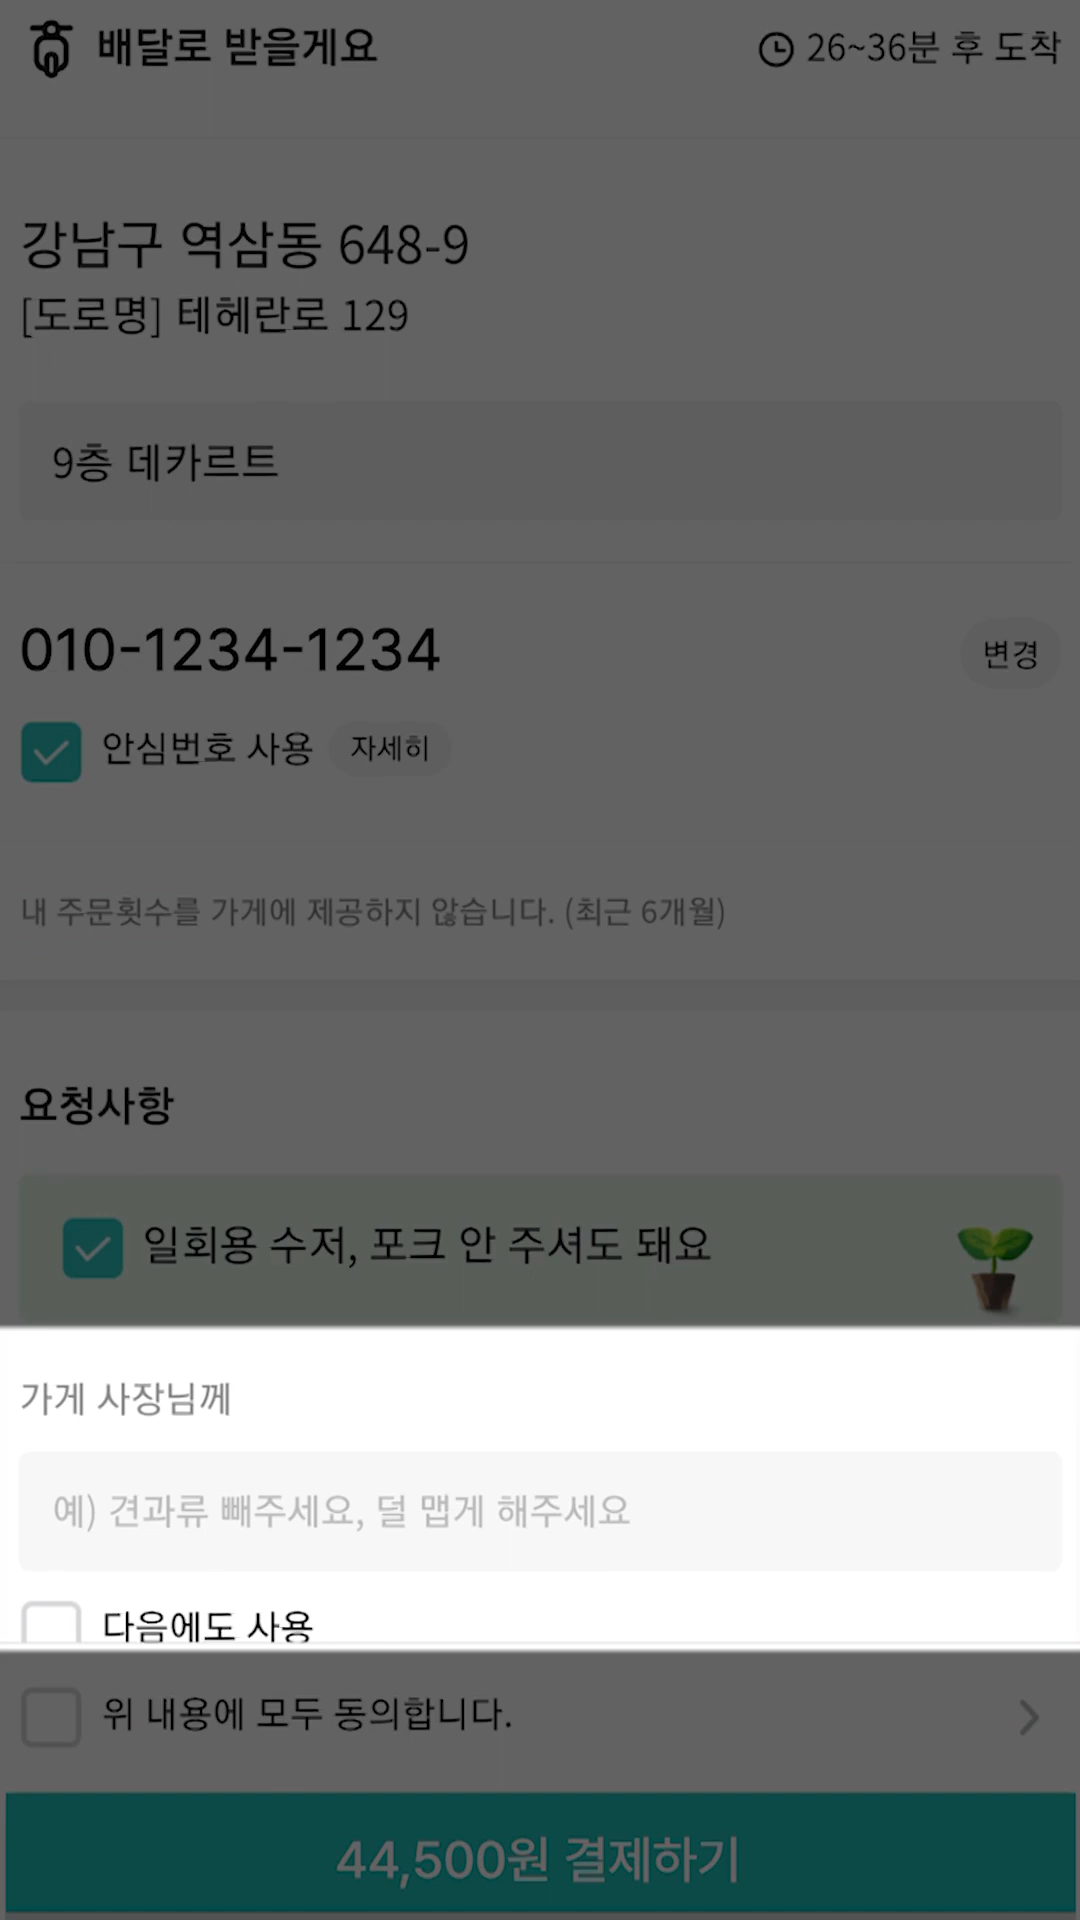 배달로 받을게요
26~36분 후 도착
강남구 역삼동 648-9
[도로명] 테헤란로 129
9층 데카르트
010-1234-1234
변경
안심번호 사용
자세히
내 주문횟수를 가게에 제공하지 않습니다. (최근 6개월)
요청사항
일회용 수저, 포크 안 주셔도 돼요
가게 사장님께
예) 견과류 빼주세요, 덜 맵게 해주세요
다음에도 사용
위 내용에 모두 동의합니다.
44,500원 결제하기